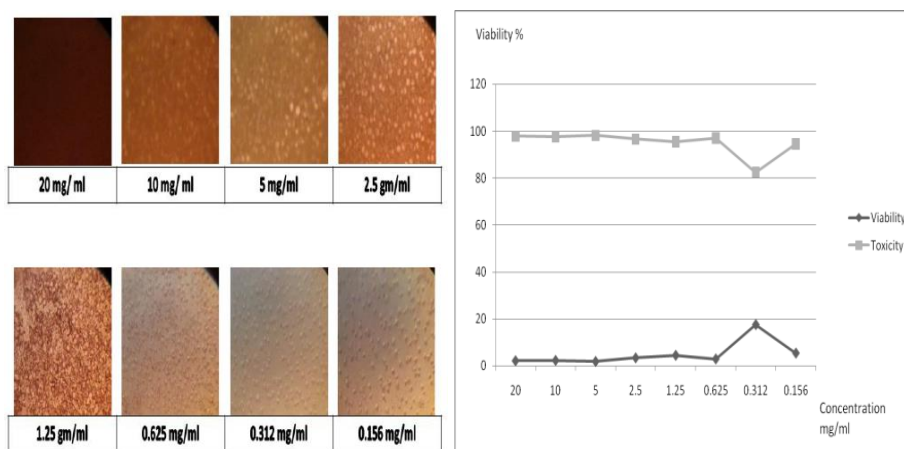 20 mg/ ml
10 mg/ ml
5 mg/ml
2.5 gm/ml
1.25 gm/ml
0.625 mg/ml
0.312 mg/ml
0.156 mg/ml
Viability %
120
100
80
60
40
20
0
20
10
5
2.5
1.25
0.625
0.312
0.156
Concentration
mg/ml
Viability
Toxicity